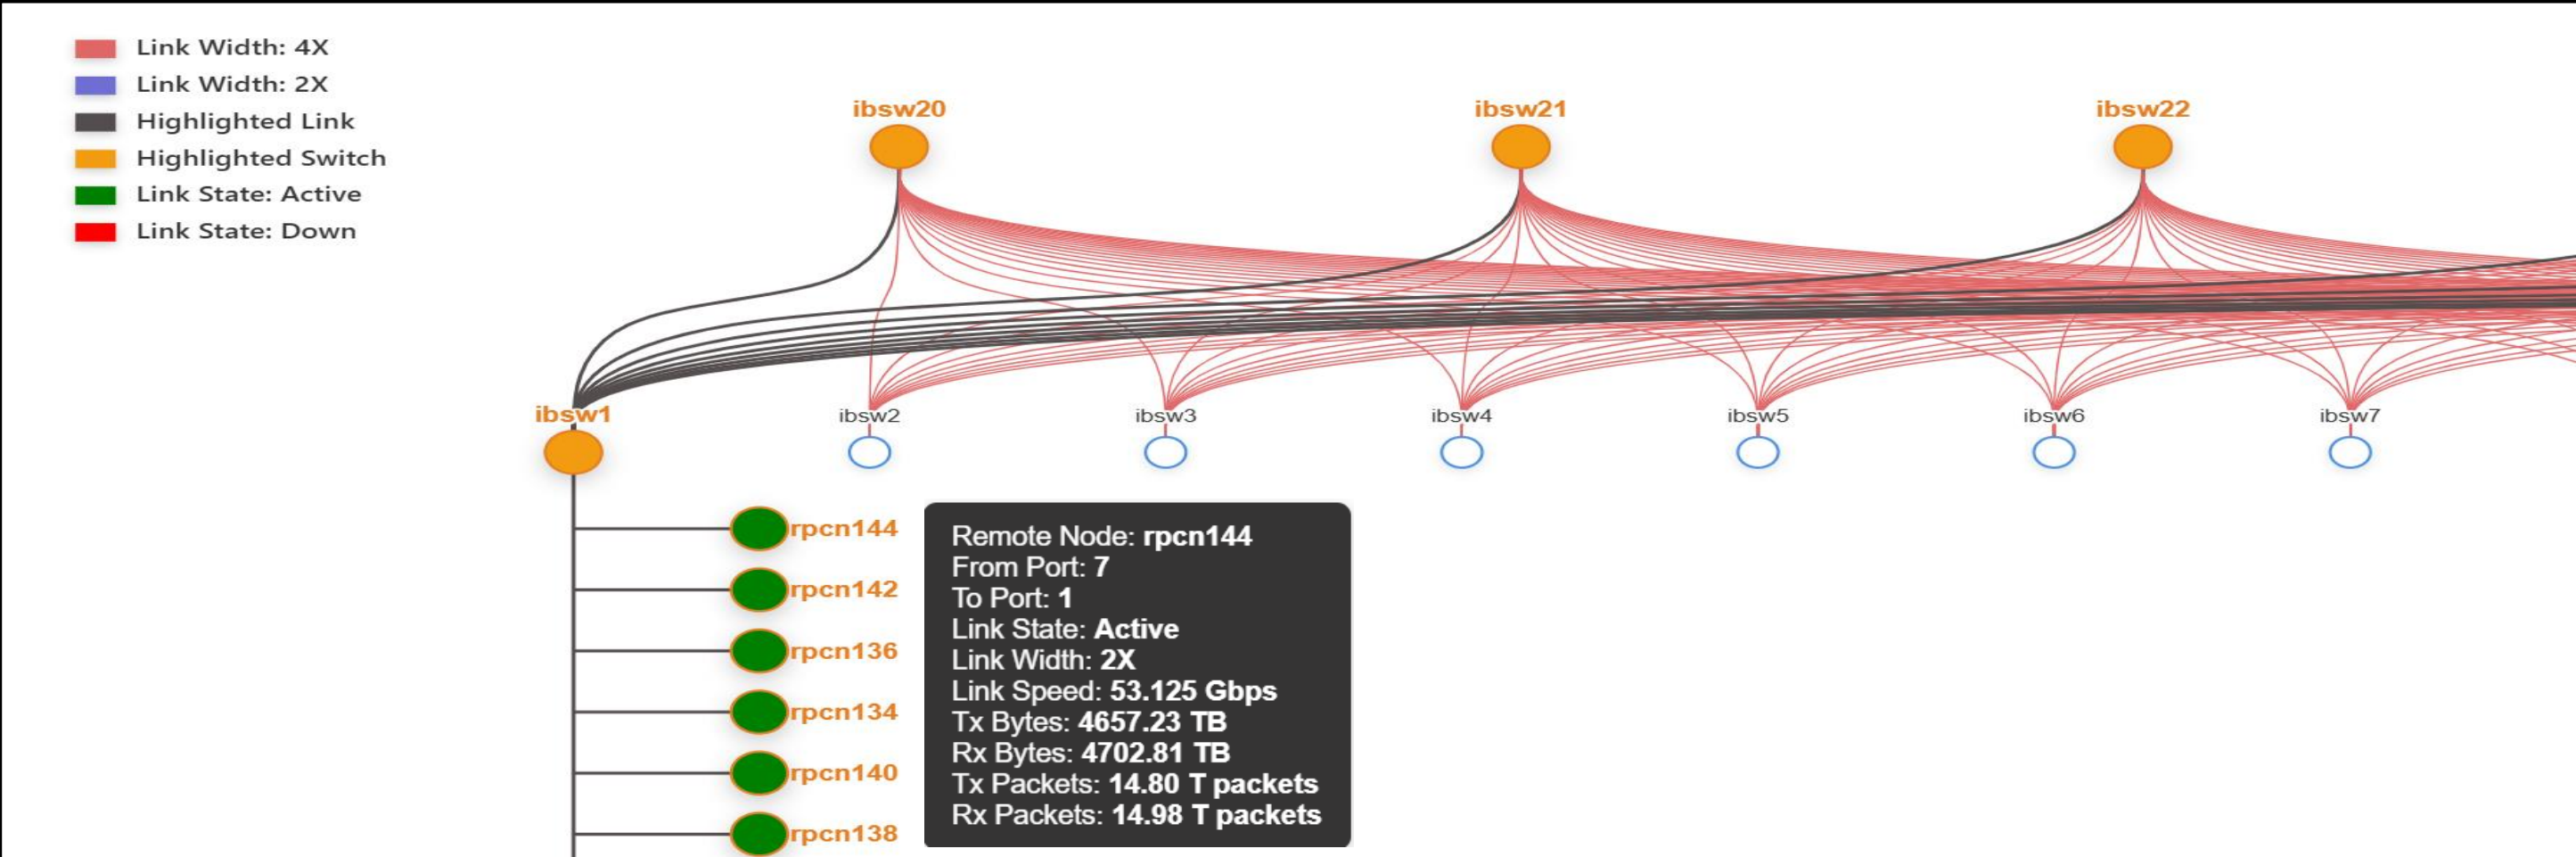 Link Width: 4X
Link Width: 2X
Highlighted Link
Highlighted Switch
Link State: Active
Link State: Down
ibsw20
ibsw21
ibsw22
ibsw1
ibsw2
ibsw3
ibsw4
ibsw5
ibsw6
ibsw7
rpcn144
rpcn142
rpcn136
rpcn134
rpcn140
rpcn138
Remote Node: rpcn144
From Port: 7
To Port: 1
Link State: Active
Link Width: 2X
Link Speed: 53.125 Gbps
Tx Bytes: 4657.23 TB
Rx Bytes: 4702.81 TB
Tx Packets: 14.80 T packets
Rx Packets: 14.98 T packets